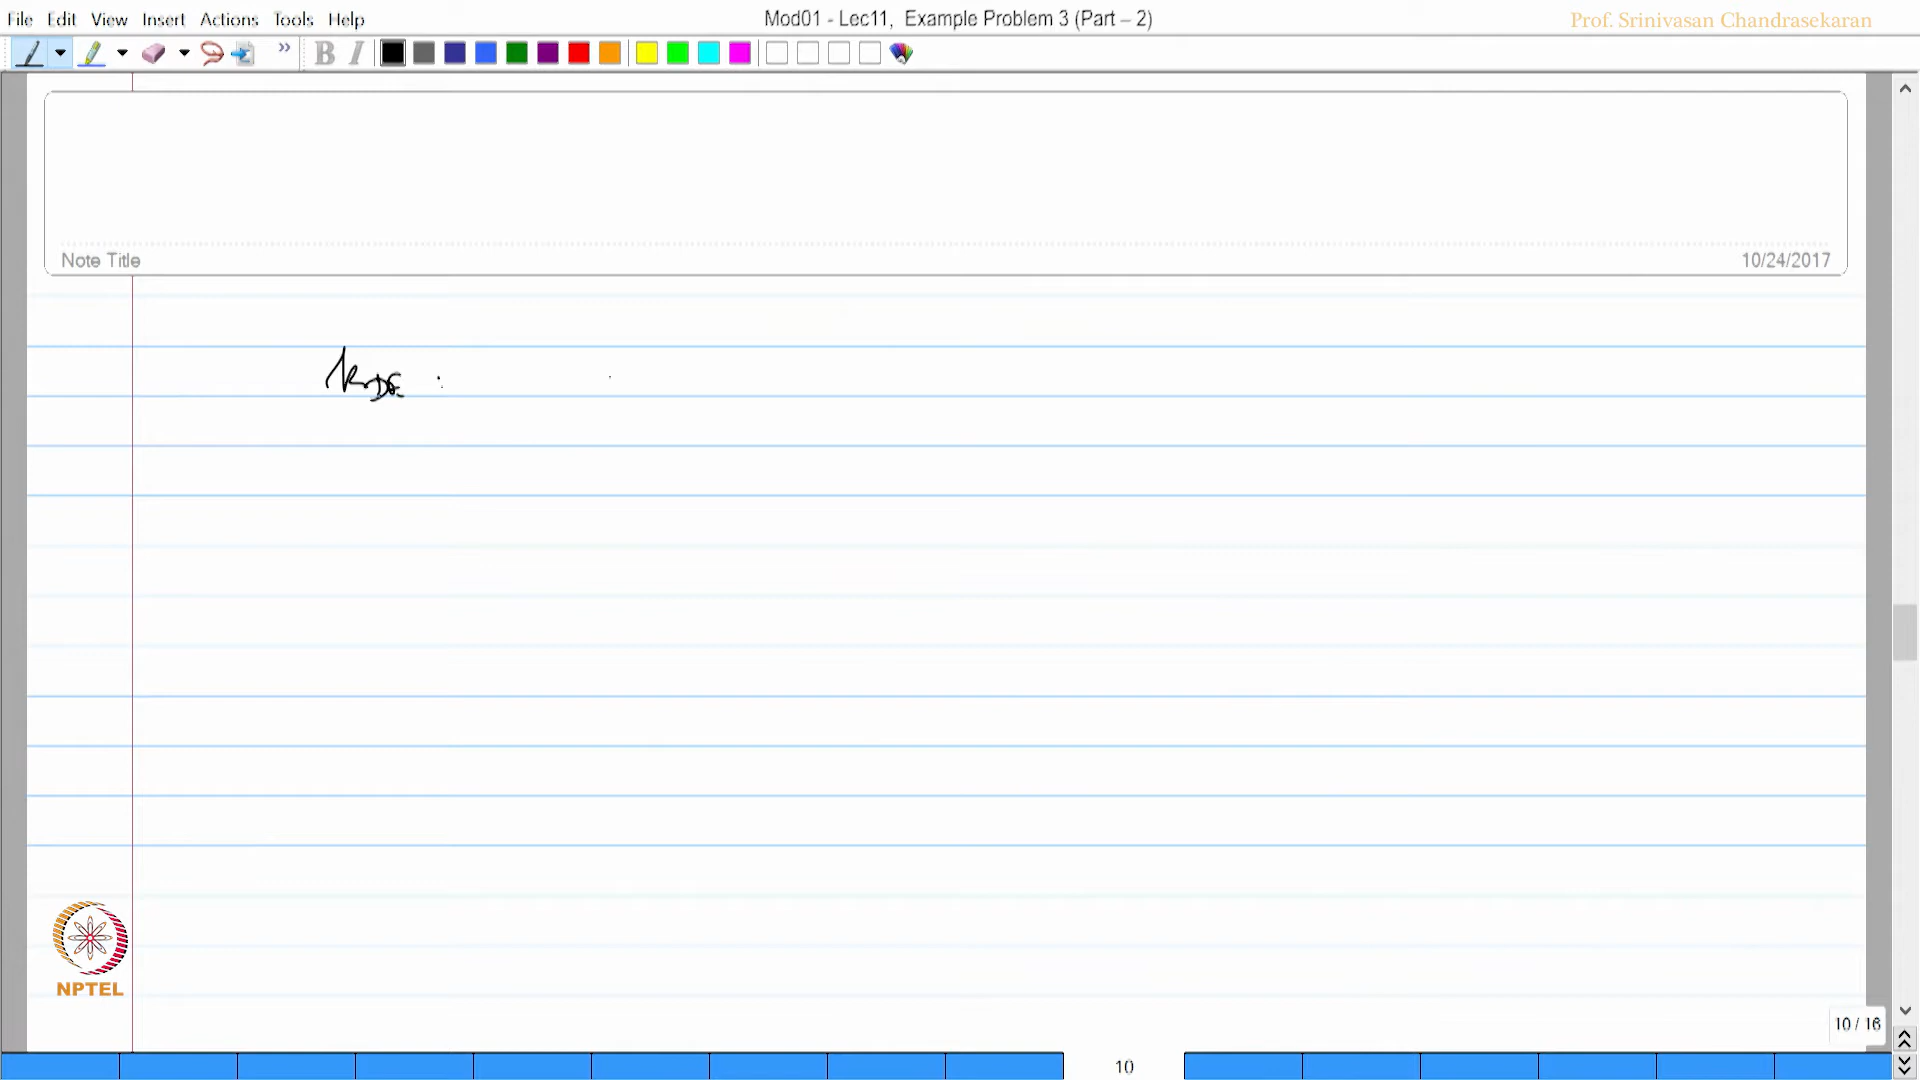 File Edit View Insert Actions Tools Help
Mod01 - Lec11, Example Problem 3 (Part – 2)
Prof. Srinivasan Chandrasekaran
B I
Note Title
10/24/2017
k DE :
NPTEL
10 / 16
10